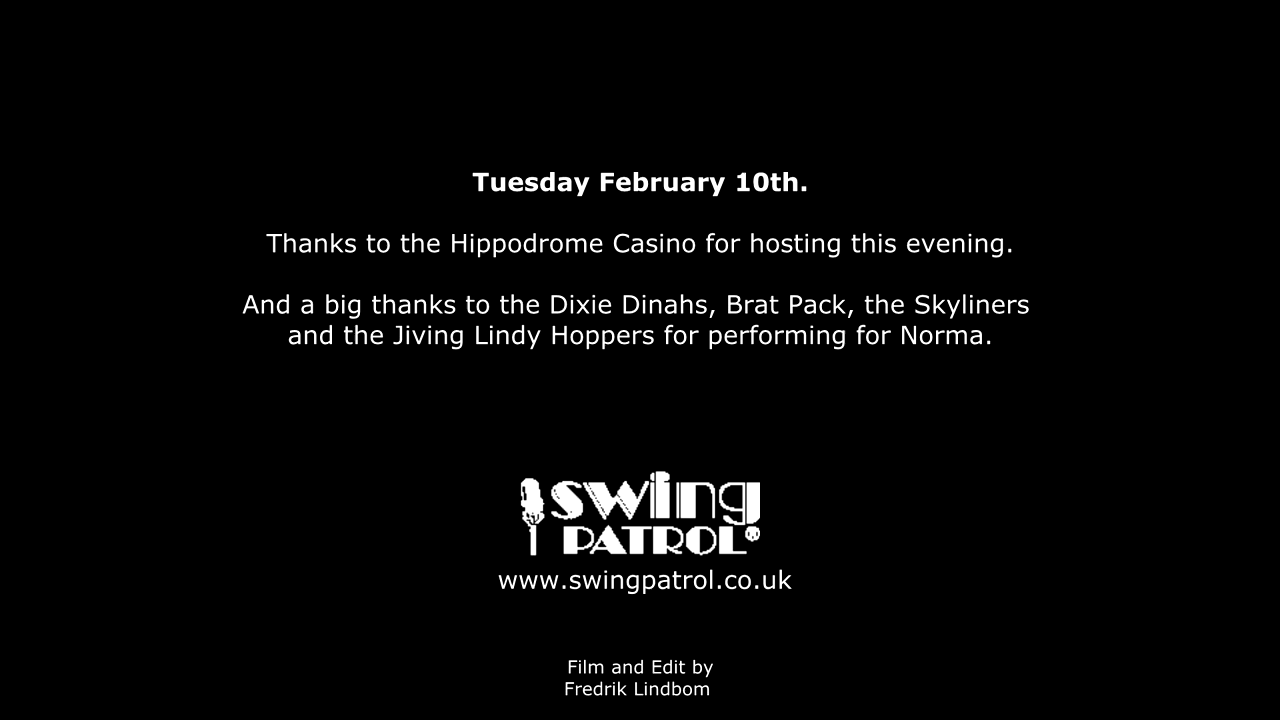 Tuesday February 10th.
Thanks to the Hippodrome Casino for hosting this evening.
And a big thanks to the Dixie Dinahs, Brat Pack, the Skyliners
and the Jiving Lindy Hoppers for performing for Norma.
swing
PATROL®
www.swingpatrol.co.uk
Film and Edit by
Fredrik Lindbom